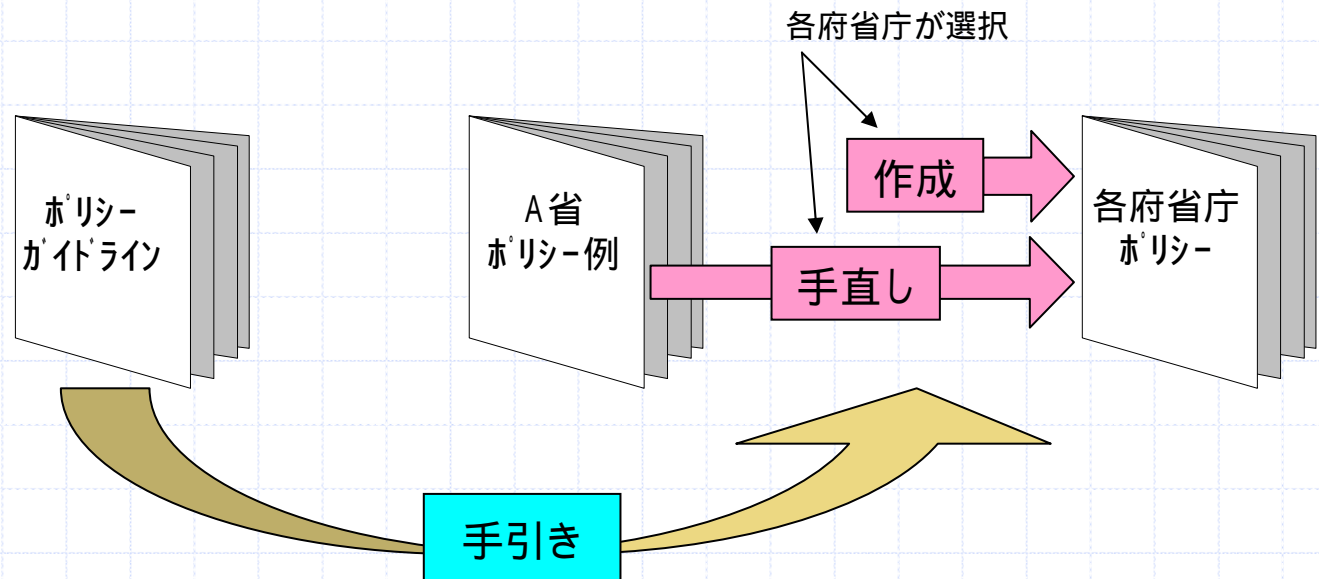 各府省庁が選択
ポリシー
ガイドライン
A省
ポリシー例
作成
手直し
各府省庁
ポリシー
手引き